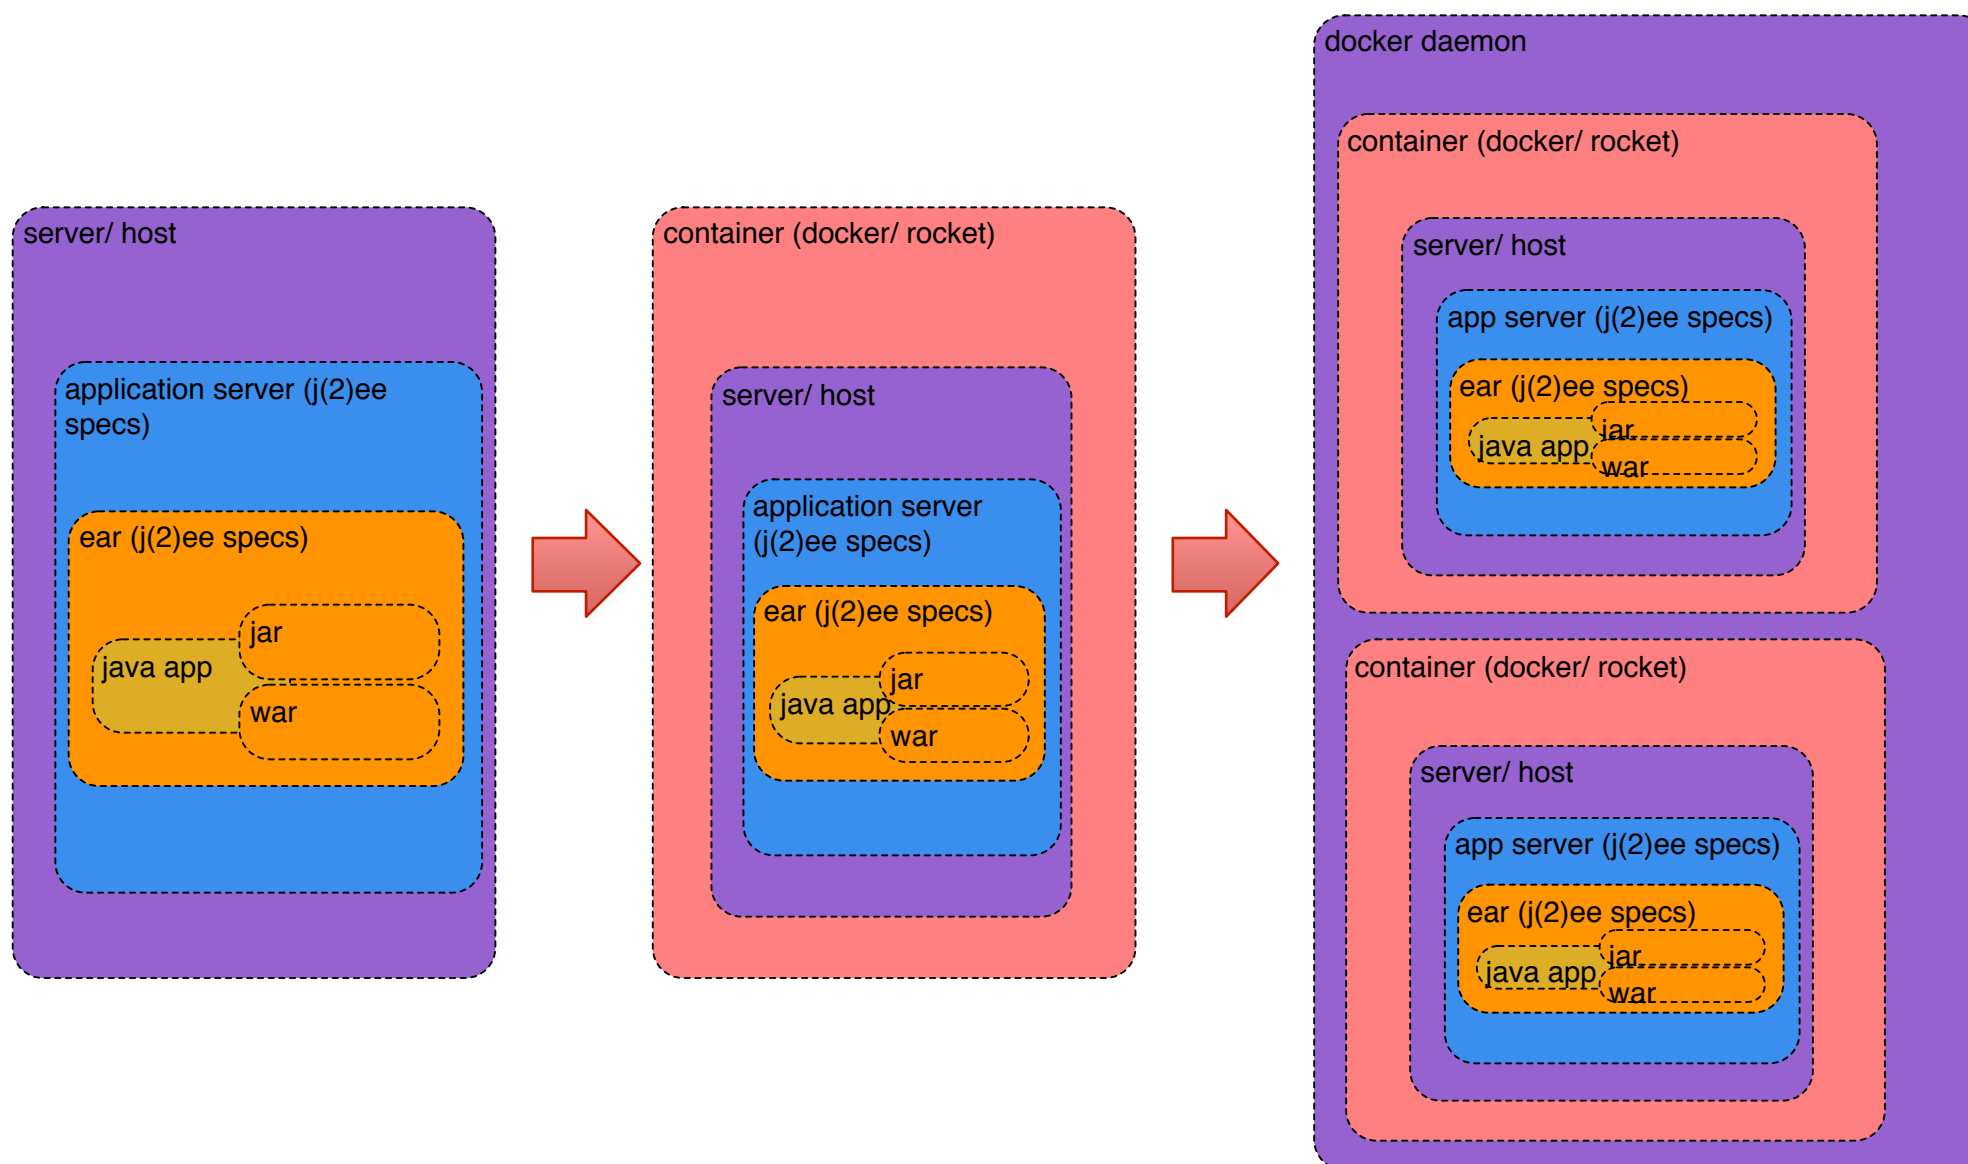 server/ host
application server (j(2)ee
specs)
ear (j(2)ee specs)
jar
java app
war
container (docker/ rocket)
server/ host
application server
(j(2)ee specs)
ear (j(2)ee specs)
jar
java app
war
docker daemon
container (docker/ rocket)
server/ host
app server (j(2)ee specs)
ear (j(2)ee specs)
jar
java app
war
container (docker/ rocket)
server/ host
app server (j(2)ee specs)
ear (j(2)ee specs)
jar
java app
war